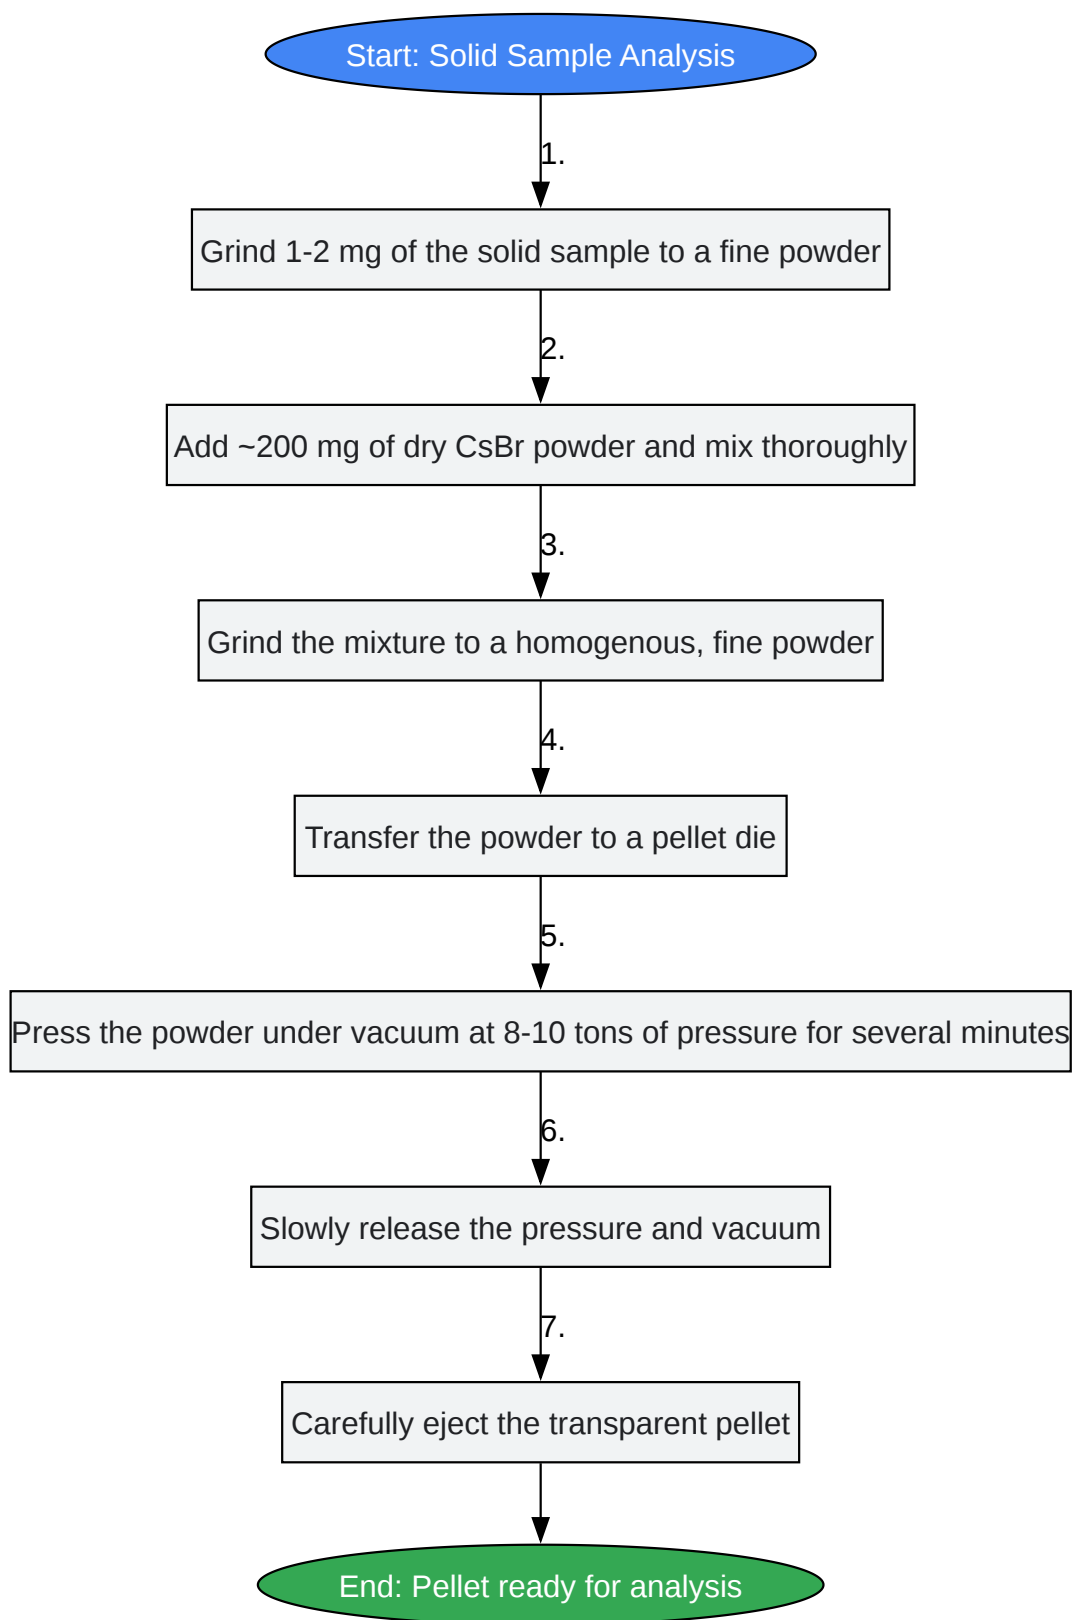 Start: Solid Sample Analysis
1.
Grind 1-2 mg of the solid sample to a fine powder
2.
Add ~200 mg of dry CsBr powder and mix thoroughly
3.
Grind the mixture to a homogenous, fine powder
4.
Transfer the powder to a pellet die
5.
Press the powder under vacuum at 8-10 tons of pressure for several minutes
6.
Slowly release the pressure and vacuum
7.
Carefully eject the transparent pellet
End: Pellet ready for analysis